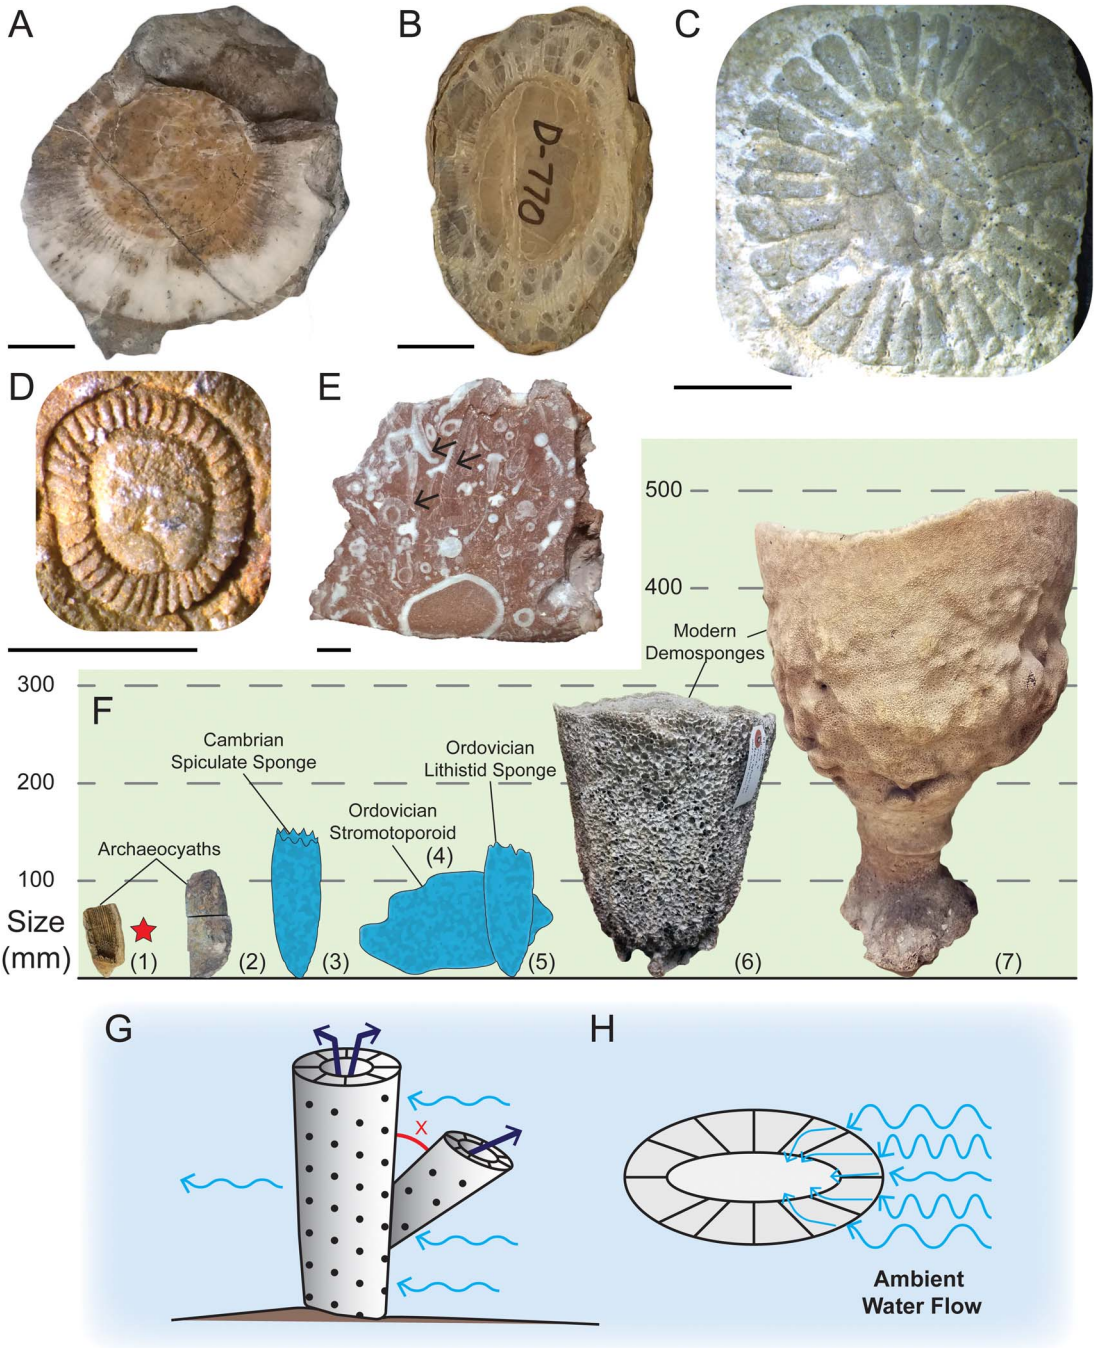 A
B
C
D-770
D
E
500
400
Modern
Demosponges
300
F
Cambrian
Spiculate Sponge
Ordovician
Lithistid Sponge
200
Ordovician
Stromotoporoid
(4)
Archaeocyaths
100
Size
(mm)
(1)
(2)
(3)
(5)
(6)
(7)
G
H
X
Ambient
Water Flow